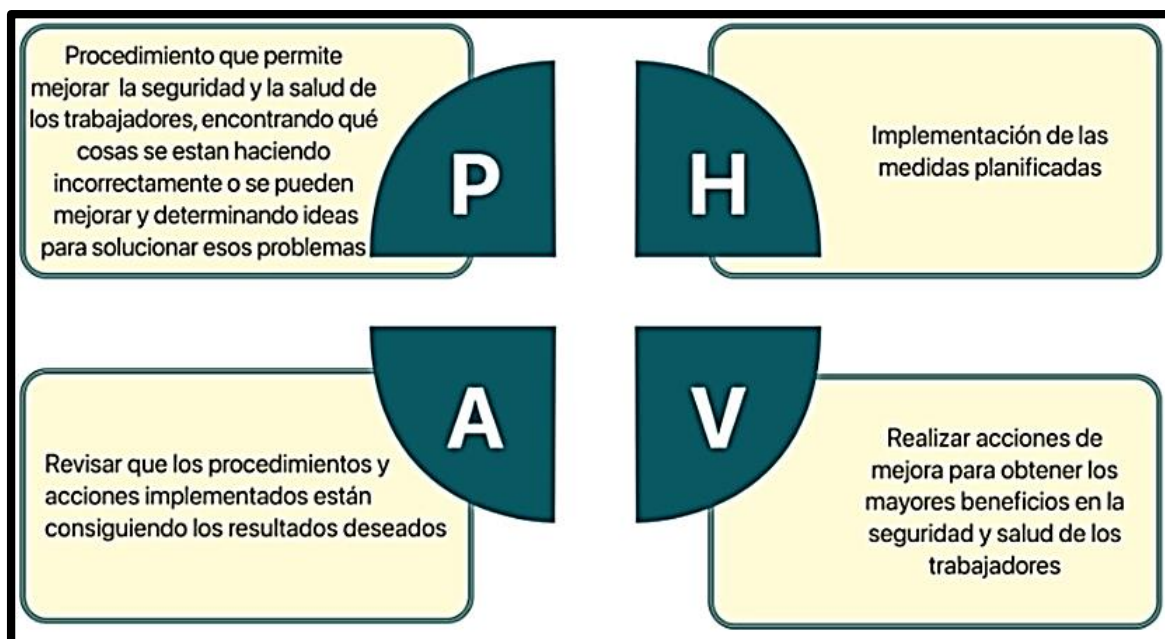 Procedimiento que permite
mejorar la seguridad y la salud de
los trabajadores, encontrando qué
cosas se estan haciendo
incorrectamente o se pueden
mejorar y determinando ideas
para solucionar esos problemas
P
H
Implementación de las
medidas planificadas
A
Revisar que los procedimientos y
acciones implementados están
consiguiendo los resultados deseados
V
Realizar acciones de
mejora para obtener los
mayores beneficios en la
seguridad y salud de los
trabajadores